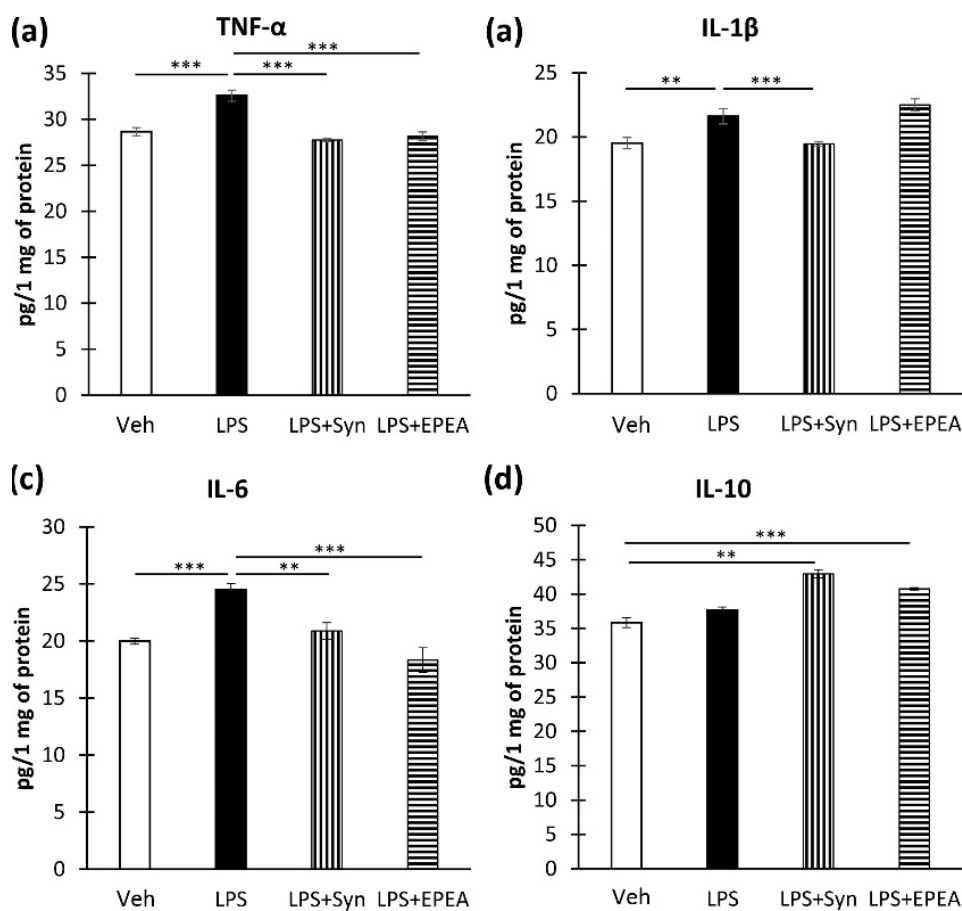 (a)
TNF-α
***
***
***
35
30
25
20
15
10
5
0
pg/1 mg of protein
Veh LPS LPS+Syn LPS+EPEA
(a)
IL-1β
**
***
25
20
15
10
5
0
pg/1 mg of protein
Veh LPS LPS+Syn LPS+EPEA
(c)
IL-6
***
***
**
30
25
20
15
10
5
0
pg/1 mg of protein
Veh LPS LPS+Syn LPS+EPEA
(d)
IL-10
***
**
50
45
40
35
30
25
20
15
10
5
0
pg/1 mg of protein
Veh LPS LPS+Syn LPS+EPEA